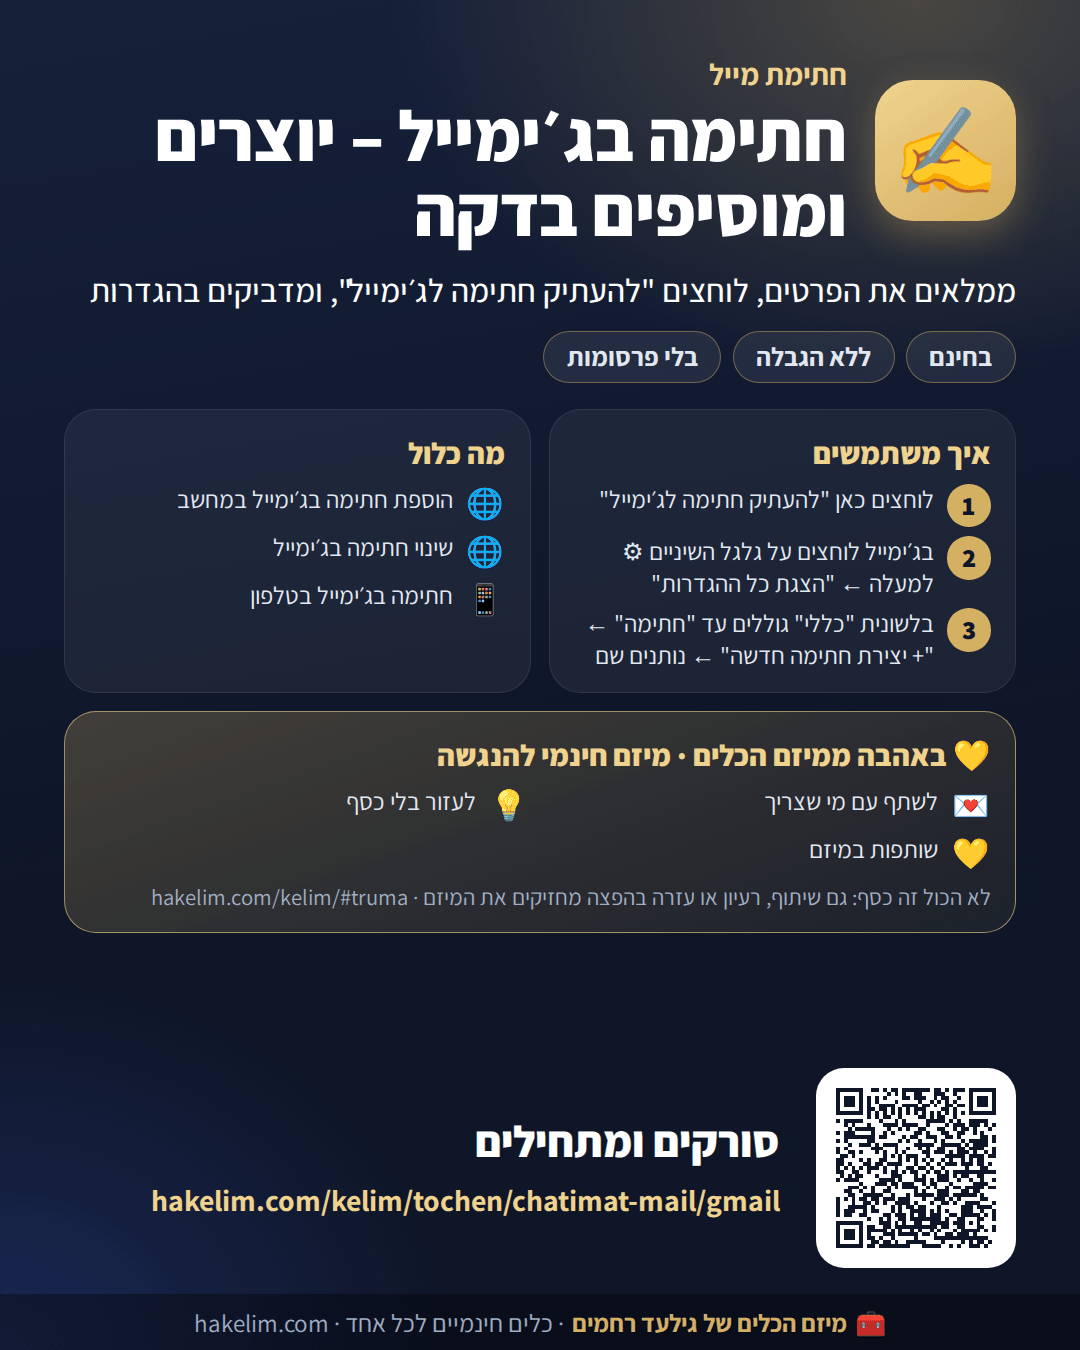 חתימת מייל
חתימה בג׳ימייל – יוצרים
ומוסיפים בדקה
ממלאים את הפרטים, לוחצים "להעתיק חתימה לג׳ימייל", ומדביקים בהגדרות
בחינם
ללא הגבלה
בלי פרסומות
איך משתמשים
1 לוחצים כאן "להעתיק חתימה לג׳ימייל"
2 בג׳ימייל לוחצים על גלגל השיניים ⚙
למעלה ← "הצגת כל ההגדרות"
3 בלשונית "כללי" גוללים עד "חתימה" ←
"+ יצירת חתימה חדשה" ← נותנים שם
מה כלול
הוספת חתימה בג׳ימייל במחשב
שינוי חתימה בג׳ימייל
חתימה בג׳ימייל בטלפון
באהבה ממיזם הכלים · מיזם חינמי להנגשה
לשתף עם מי שצריך
לעזור בלי כסף
שותפות במיזם
לא הכול זה כסף: גם שיתוף, רעיון או עזרה בהפצה מחזיקים את המיזם · hakelim.com/kelim/#truma
סורקים ומתחילים
hakelim.com/kelim/tochen/chatimat-mail/gmail
מיזם הכלים של גילעד רחמים · כלים חינמיים לכל אחד · hakelim.com